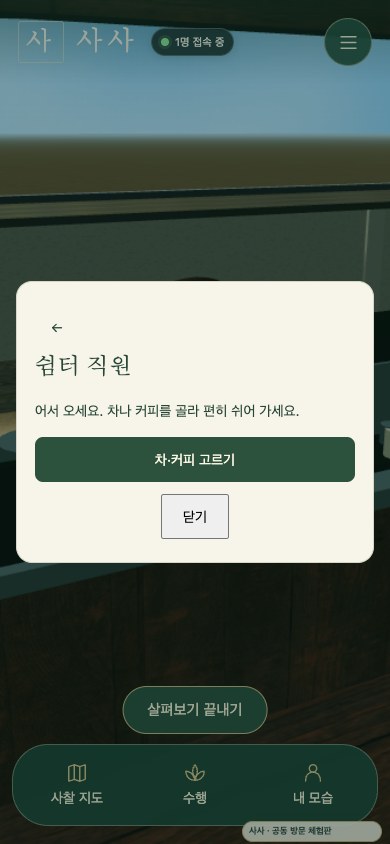 사 사사
1명 접속 중
←
쉼터 직원
어서 오세요. 차나 커피를 골라 편히 쉬어 가세요.
차·커피 고르기
닫기
살펴보기 끝내기
사찰 지도 수행 내 모습
사사 · 공동 방문 체험판